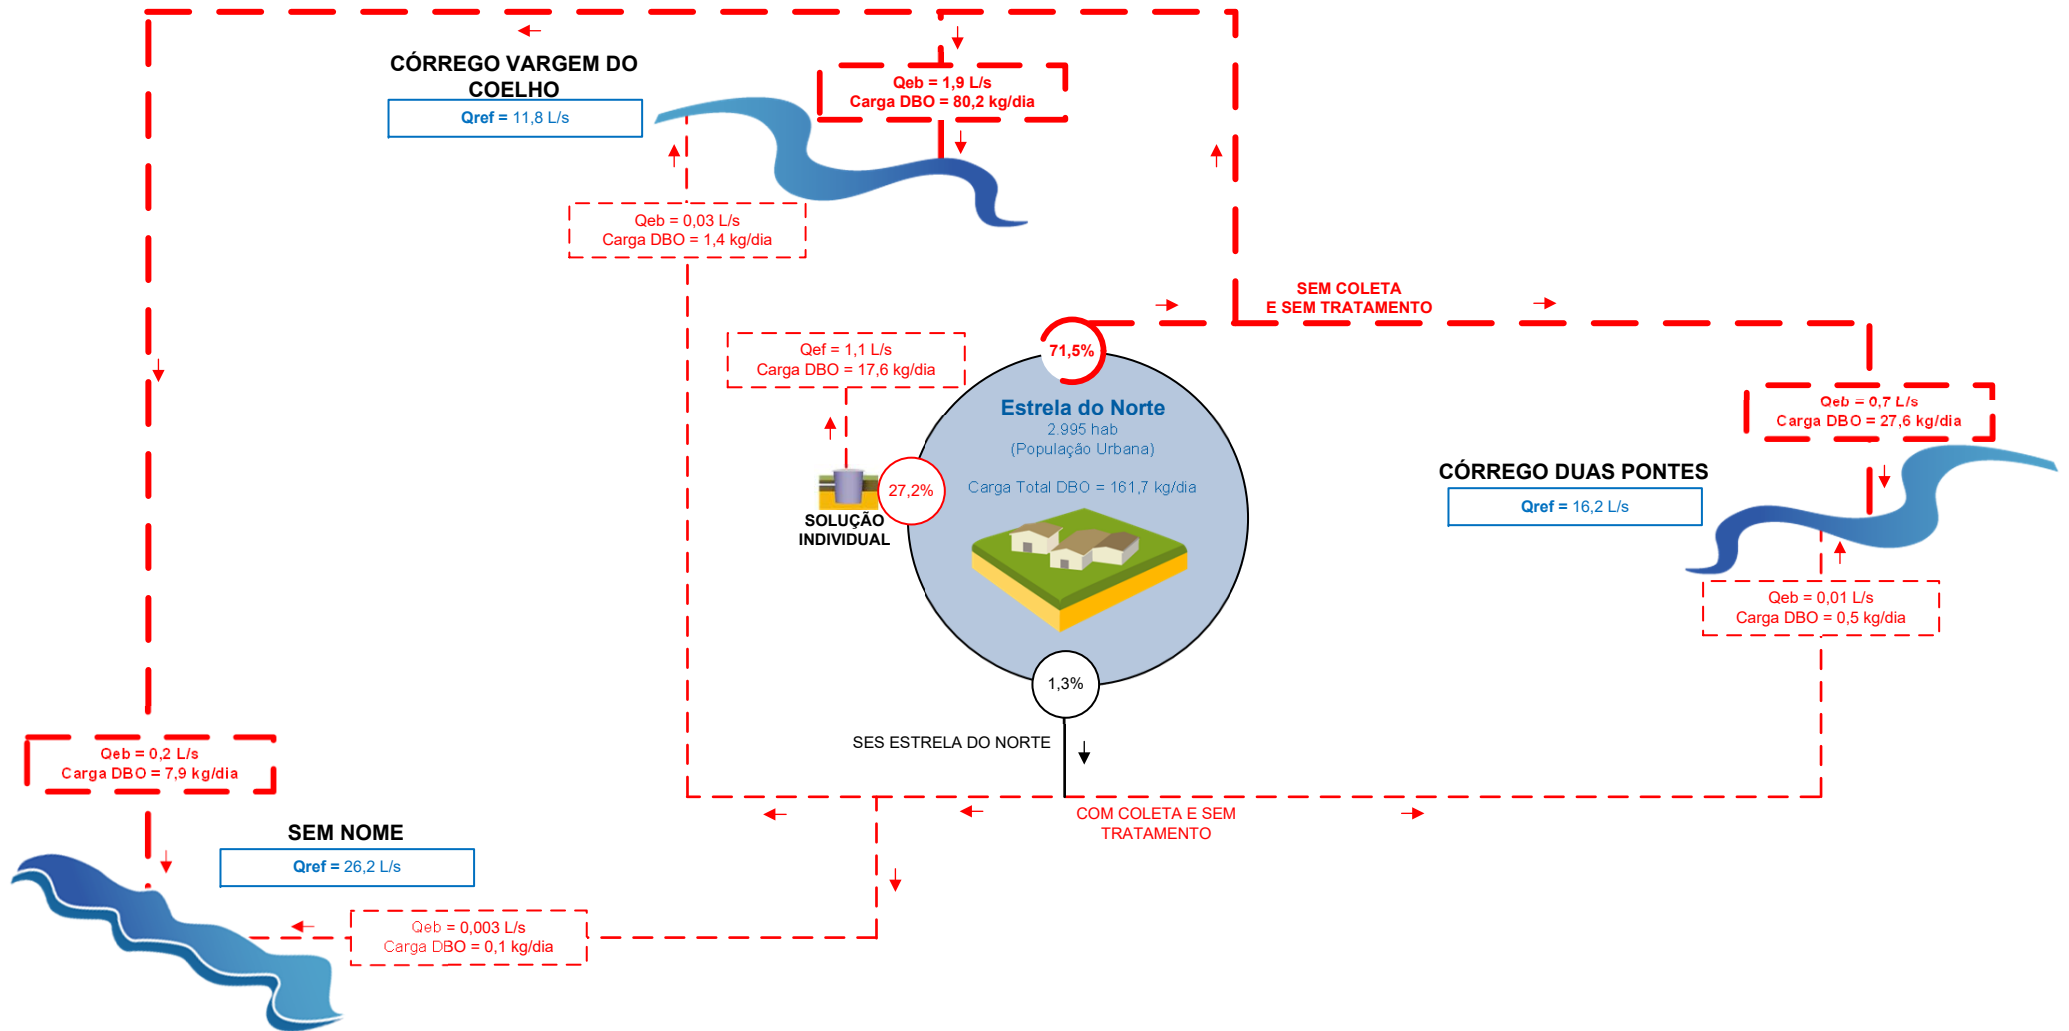 CÓRREGO VARGEM DO
COELHO
Qref = 11,8 L/s
Qeb = 1,9 L/s
Carga DBO = 80,2 kg/dia
Qeb = 0,03 L/s
Carga DBO = 1,4 kg/dia
SEM COLETA
E SEM TRATAMENTO
Qef = 1,1 L/s
Carga DBO = 17,6 kg/dia
71,5%
Estrela do Norte
2.995 hab
(População Urbana)
Carga Total DBO = 161,7 kg/dia
27,2%
SOLUÇÃO
INDIVIDUAL
Qeb = 0,7 L/s
Carga DBO = 27,6 kg/dia
CÓRREGO DUAS PONTES
Qref = 16,2 L/s
Qeb = 0,01 L/s
Carga DBO = 0,5 kg/dia
1,3%
SES ESTRELA DO NORTE
COM COLETA E SEM
TRATAMENTO
Qeb = 0,2 L/s
Carga DBO = 7,9 kg/dia
SEM NOME
Qref = 26,2 L/s
Qeb = 0,003 L/s
Carga DBO = 0,1 kg/dia